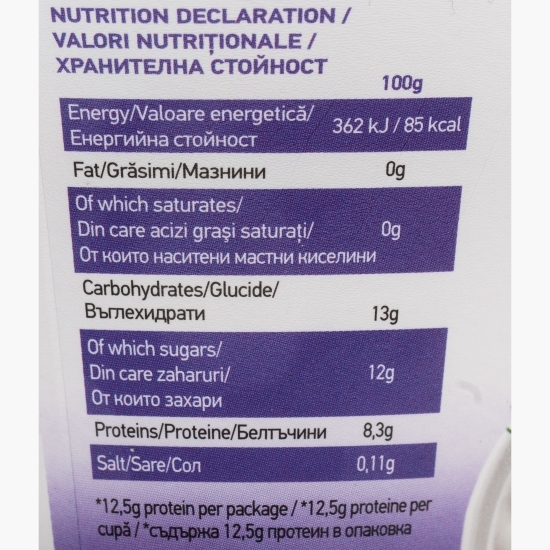 NUTRITION DECLARATION /
VALORI NUTRIȚIONALE /
ХРАНИТЕЛНА СТОЙНОСТ
100g
Energy/Valoare energetică/
Енергийна стойност
362 kJ / 85 kcal
Fat/Grăsimi/Мазнини 0g
Of which saturates/
Din care acizi grași saturați/ 0g
От които наситени мастни киселини
Carbohydrates/Glucide/
Въглехидрати 13g
Of which sugars/
Din care zaharuri/ 12g
От които захари
Proteins/Proteine/Белтъчини 8,3g
Salt/Sare/Сол 0,11g
*12,5g protein per package / *12,5g proteine per
cupă / *съдържа 12,5g протеин в опаковка